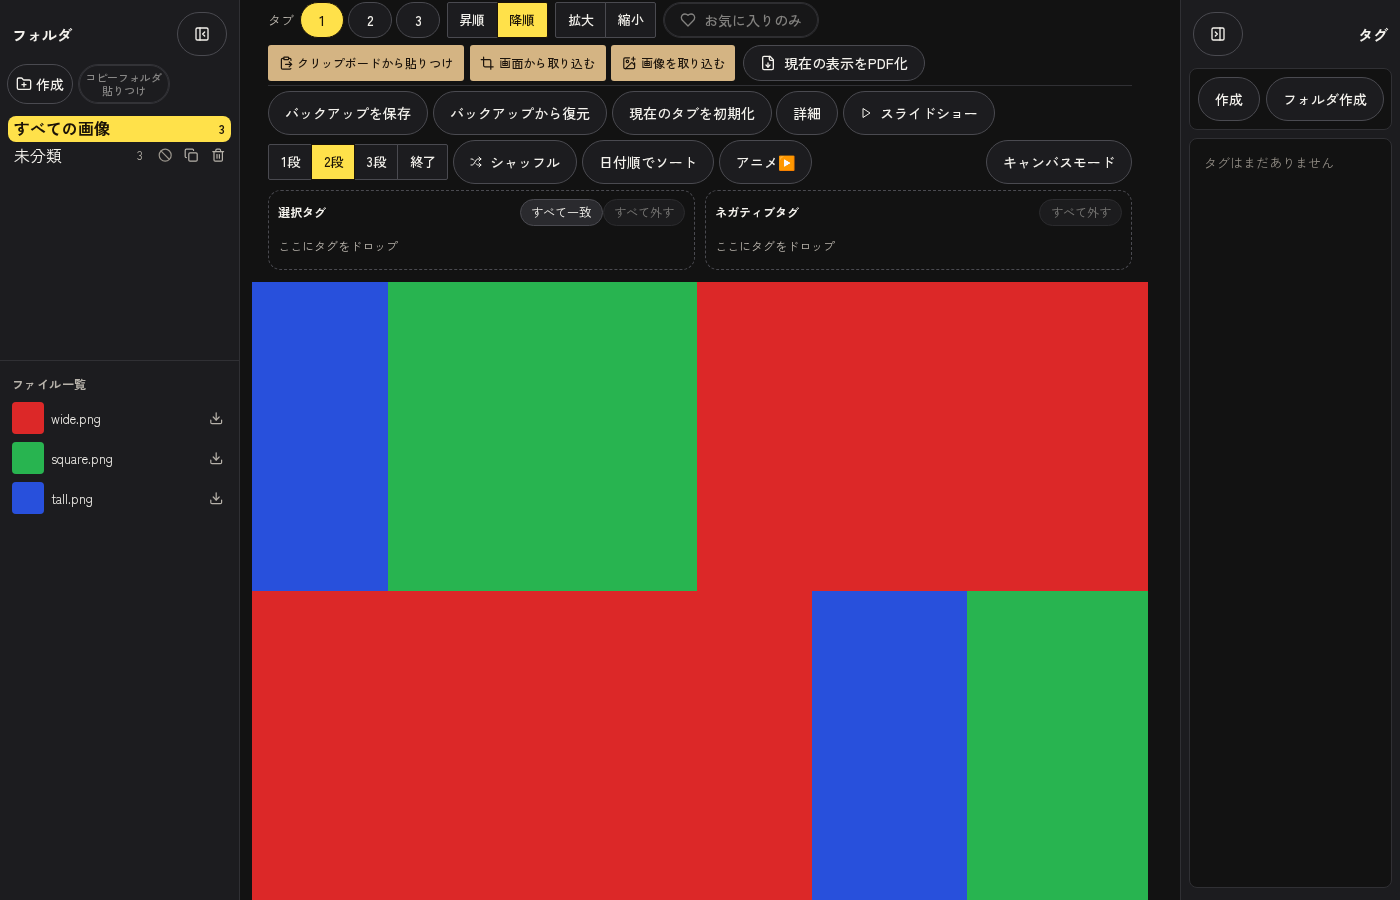 フォルダ
作成
コピーフォルダ
貼りつけ
すべての画像 3
未分類 3
ファイル一覧
wide.png
square.png
tall.png
タブ 1 2 3 昇順 降順 拡大 縮小 お気に入りのみ
クリップボードから貼りつけ 画面から取り込む 画像を取り込む 現在の表示をPDF化
バックアップを保存 バックアップから復元 現在のタブを初期化 詳細 スライドショー
1段 2段 3段 終了 シャッフル 日付順でソート アニメ▶️ キャンバスモード
選択タグ すべて一致 すべて外す
ここにタグをドロップ
ネガティブタグ すべて外す
ここにタグをドロップ
タグ
作成 フォルダ作成
タグはまだありません